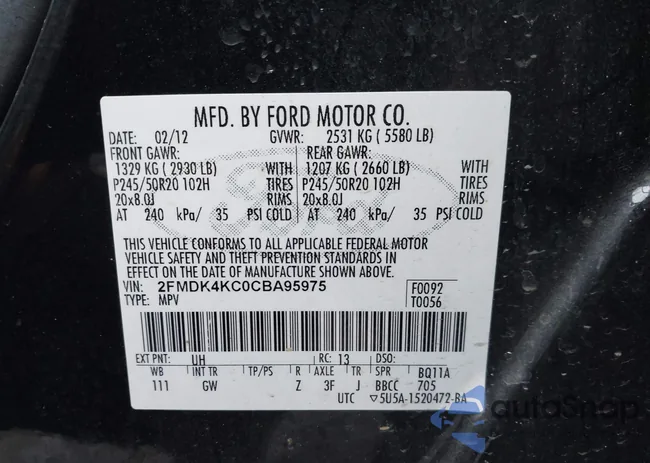 MFD. BY FORD MOTOR CO.
DATE: 02/12 GVWR: 2531 KG ( 5580 LB)
FRONT GAWR: REAR GAWR:
1329 KG ( 2930 LB) WITH 1207 KG ( 2660 LB) WITH
P245/50R20 102H TIRES P245/50R20 102H TIRES
20x8.0J RIMS 20x8.0J RIMS
AT 240 kPa/ 35 PSI COLD AT 240 kPa/ 35 PSI COLD
THIS VEHICLE CONFORMS TO ALL APPLICABLE FEDERAL MOTOR
VEHICLE SAFETY AND THEFT PREVENTION STANDARDS IN
EFFECT ON THE DATE OF MANUFACTURE SHOWN ABOVE.
VIN: 2FMDK4KC0CBA95975 F0092
TYPE: MPV T0056
EXT PNT: UH RC: 13 DSO:
WB INT TR TP/PS R AXLE TR SPR BQ11A
111 GW Z 3F J BBCC 705
UTC ▽5U5A-1520472-BA
autoSnap